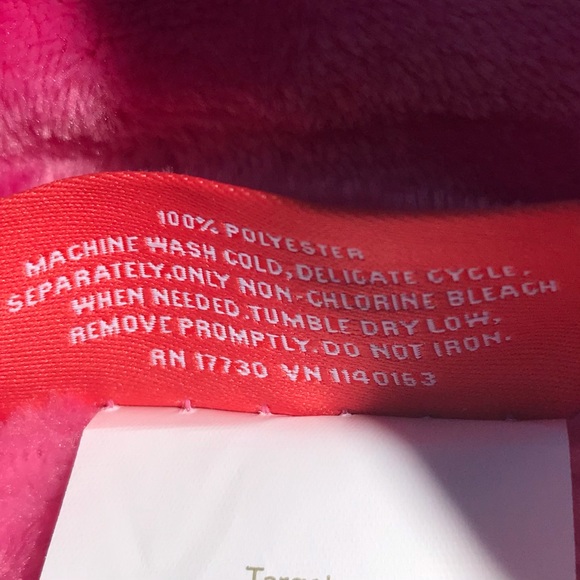 100% POLYESTER
MACHINE WASH COLD, DELICATE CYCLE.
SEPARATELY,ONLY NON-CHLORINE BLEACH
WHEN NEEDED.TUMBLE DRY LOW,
REMOVE PROMPTLY.DO NOT IRON.
RN 17730 VN 1140163